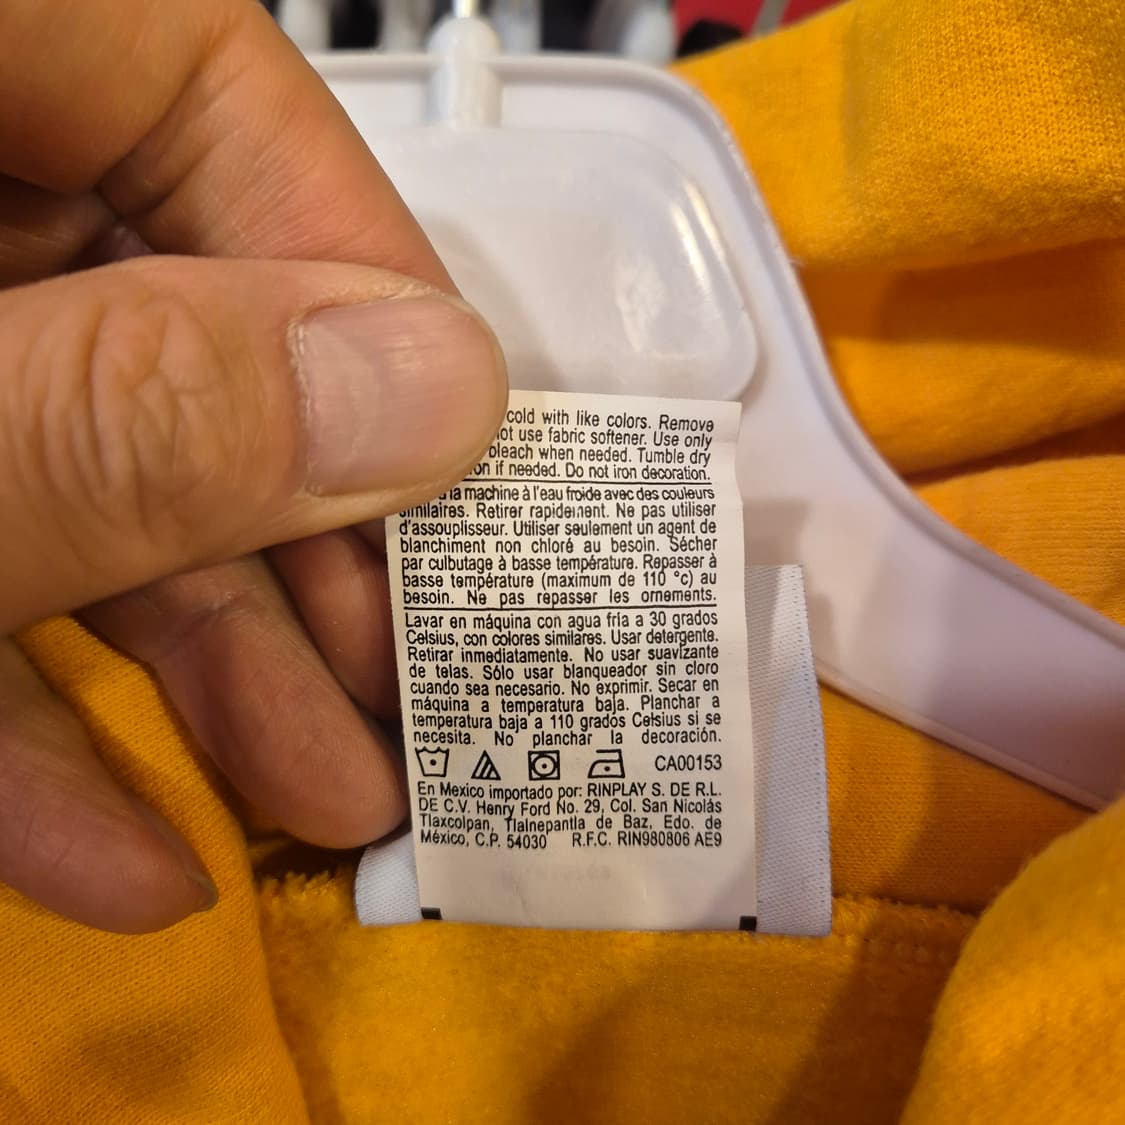 cold with like colors. Remove
not use fabric softener. Use only
bleach when needed. Tumble dry
if needed. Do not iron decoration.
la machine à l'eau froide avec des couleurs
similaires. Retirer rapidement. Ne pas utiliser
d'assouplisseur. Utiliser seulement un agent de
blanchiment non chloré au besoin. Sécher
par culbutage à basse température. Repasser à
basse température (maximum de 110 °c) au
besoin. Ne pas repasser les ornements.
Lavar en máquina con agua fría a 30 grados
Celsius, con colores similares. Usar detergente.
Retirar inmediatamente. No usar suavizante
de telas. Sólo usar blanqueador sin cloro
cuando sea necesario. No exprimir. Secar en
máquina a temperatura baja. Planchar a
temperatura baja a 110 grados Celsius si se
necesita. No planchar la decoración.
CA00153
En Mexico importado por: RINPLAY S. DE R.L.
DE C.V. Henry Ford No. 29, Col. San Nicolás
Tlaxcolpan, Tlalnepantla de Baz, Edo. de
México, C.P. 54030 R.F.C. RIN980806 AE9